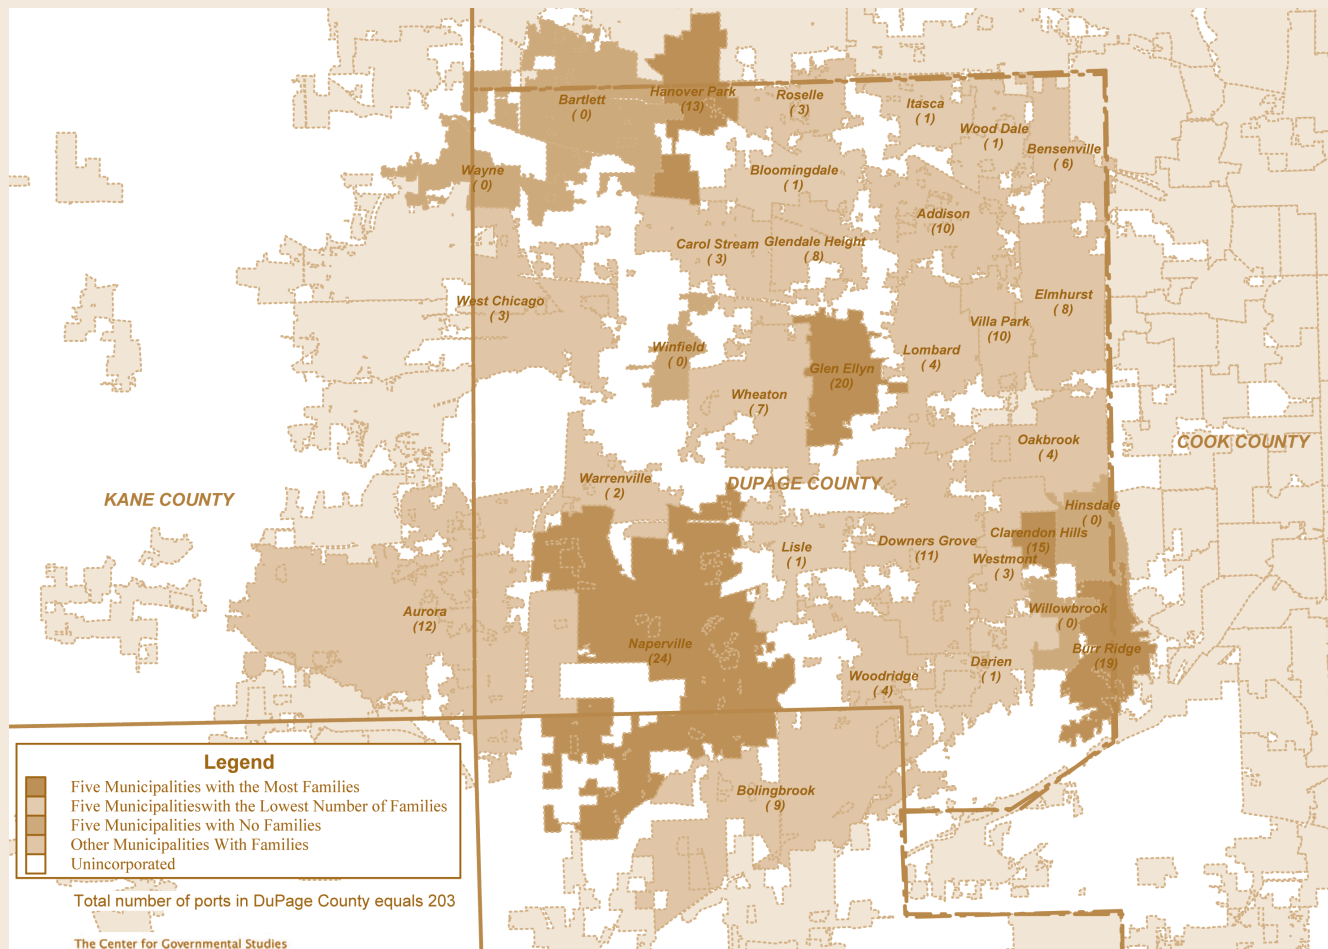 Bartlett
( 0)
Hanover Park
(13)
Roselle
( 3)
Itasca
( 1)
Wood Dale
( 1)
Bensenville
( 6)
Wayne
( 0)
Bloomingdale
( 1)
Addison
(10)
Carol Stream
( 3)
Glendale Height
( 8)
West Chicago
( 3)
Elmhurst
( 8)
Villa Park
(10)
Winfield
( 0)
Lombard
( 4)
Glen Ellyn
(20)
Wheaton
( 7)
Oakbrook
( 4)
COOK COUNTY
KANE COUNTY
Warrenville
( 2)
DUPAGE COUNTY
Hinsdale
( 0)
Clarendon Hills
(15)
Lisle
( 1)
Downers Grove
(11)
Westmont
( 3)
Aurora
(12)
Willowbrook
( 0)
Naperville
(24)
Burr Ridge
(19)
Darien
( 1)
Woodridge
( 4)
Bolingbrook
( 9)
Legend
Five Municipalities with the Most Families
Five Municipalitieswith the Lowest Number of Families
Five Municipalities with No Families
Other Municipalities With Families
Unincorporated
Total number of ports in DuPage County equals 203
The Center for Governmental Studies